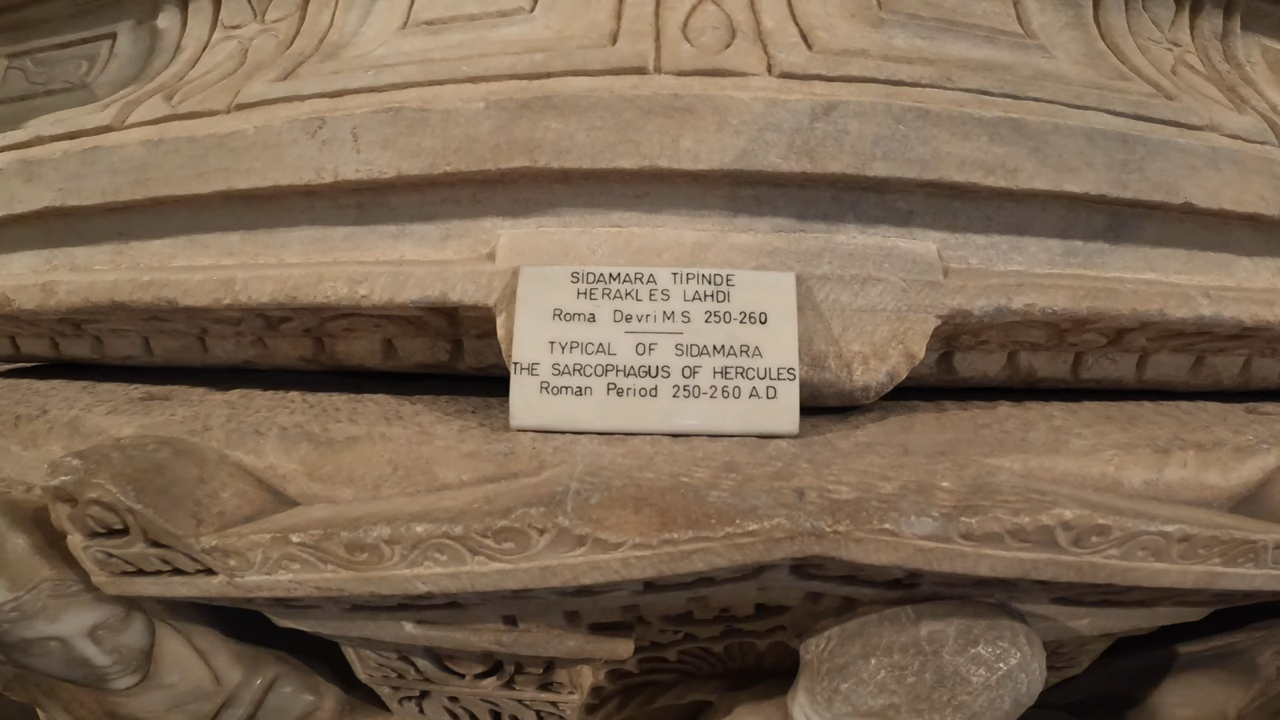 SİDAMARA TİPİNDE
HERAKLES LAHDİ
Roma Devri M.S. 250-260
TYPICAL OF SIDAMARA
THE SARCOPHAGUS OF HERCULES
Roman Period 250-260 A.D.